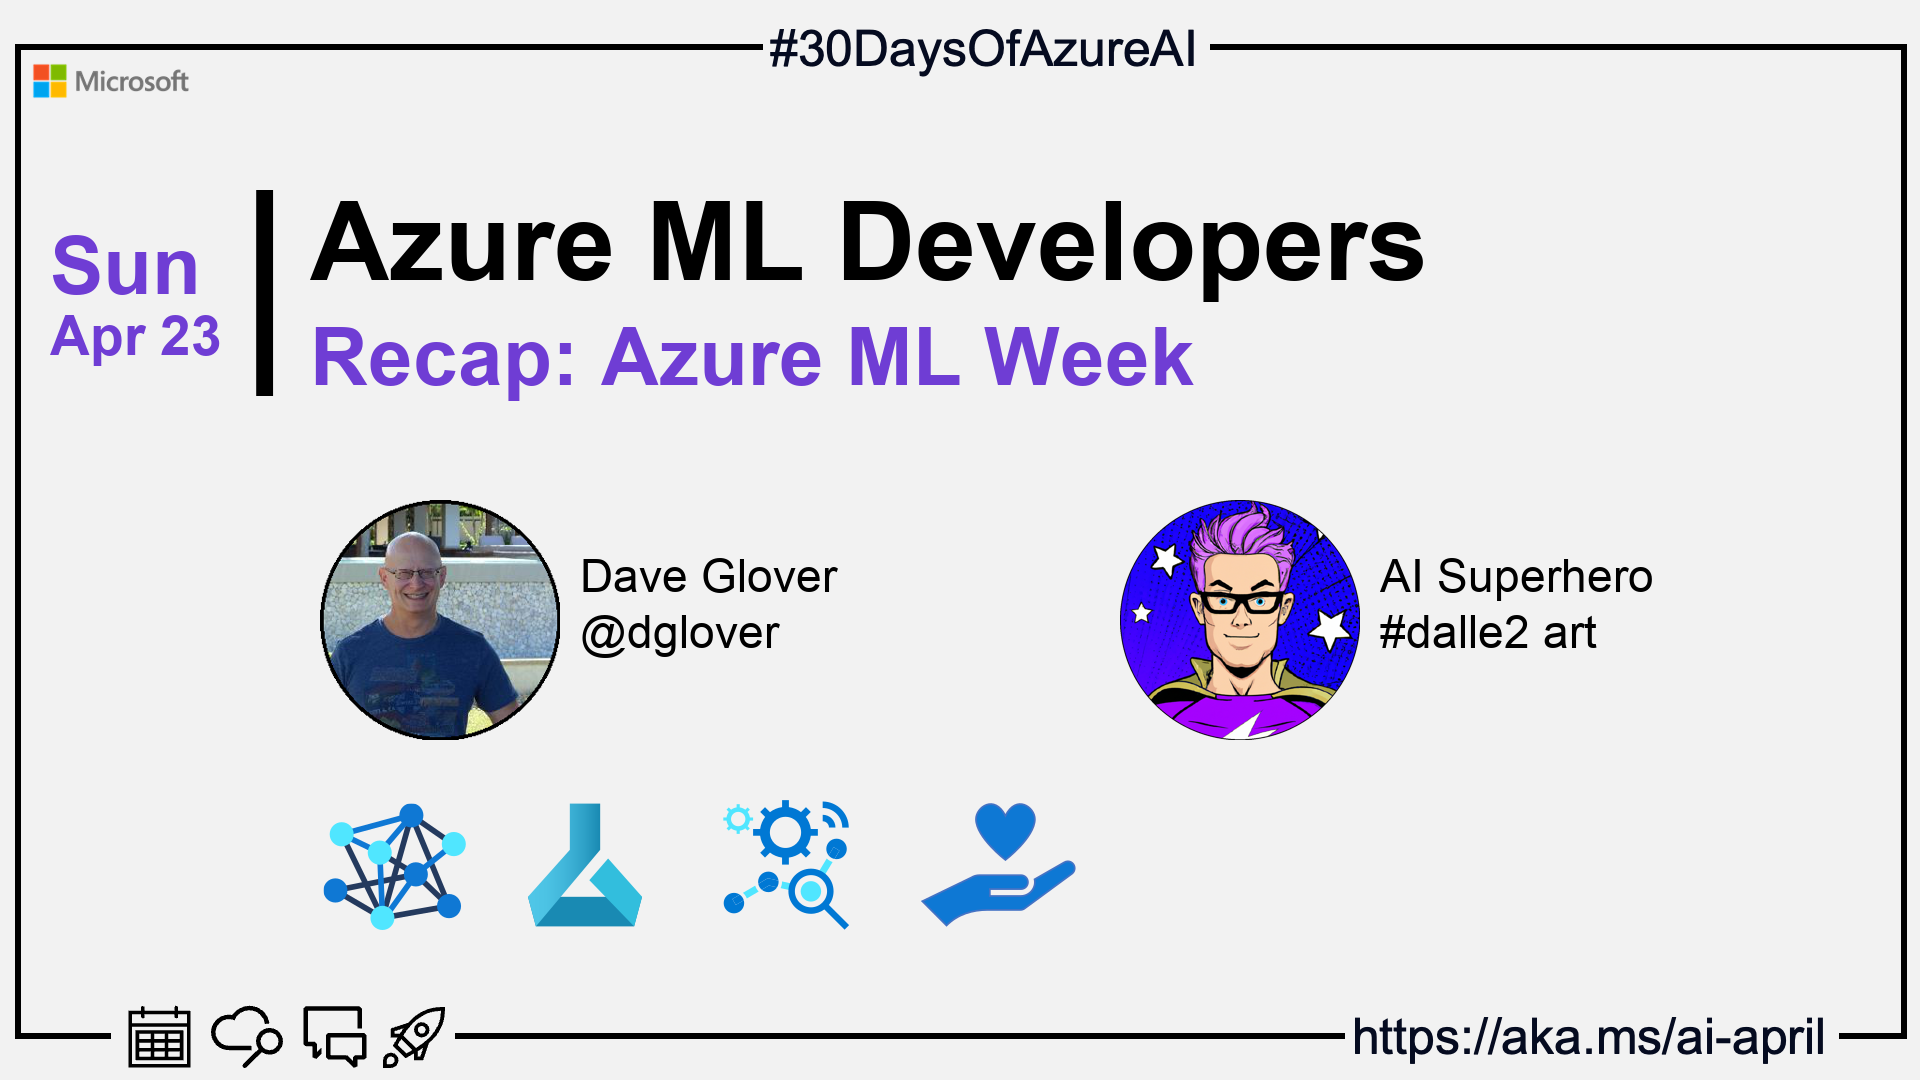 #30DaysOfAzureAI
Microsoft
Sun
Apr 23
Azure ML Developers
Recap: Azure ML Week
Dave Glover
@dglover
AI Superhero
#dalle2 art
https://aka.ms/ai-april